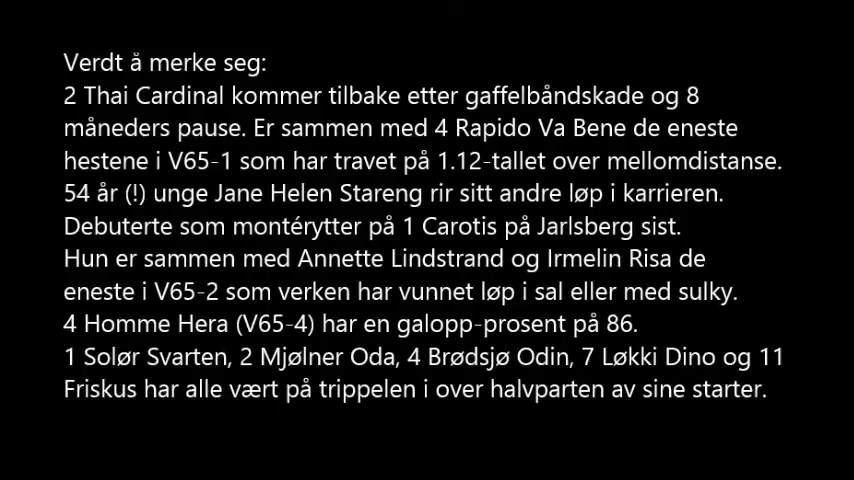 Verdt å merke seg:
2 Thai Cardinal kommer tilbake etter gaffelbåndskade og 8
måneders pause. Er sammen med 4 Rapido Va Bene de eneste
hestene i V65-1 som har travet på 1.12-tallet over mellomdistanse.
54 år (!) unge Jane Helen Stareng rir sitt andre løp i karrieren.
Debuterte som montérytter på 1 Carotis på Jarlsberg sist.
Hun er sammen med Annette Lindstrand og Irmelin Risa de
eneste i V65-2 som verken har vunnet løp i sal eller med sulky.
4 Homme Hera (V65-4) har en galopp-prosent på 86.
1 Solør Svarten, 2 Mjølner Oda, 4 Brødsjø Odin, 7 Løkki Dino og 11
Friskus har alle vært på trippelen i over halvparten av sine starter.